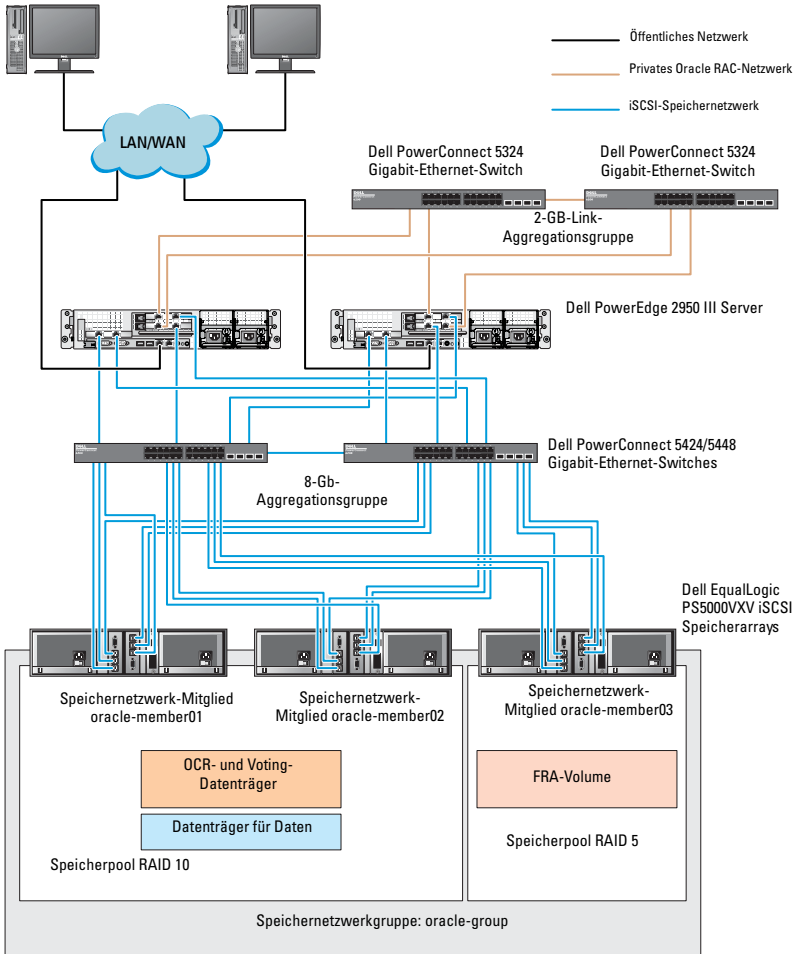 Öffentliches Netzwerk
Privates Oracle RAC-Netzwerk
iSCSI-Speichernetzwerk
LAN/WAN
Dell PowerConnect 5324
Gigabit-Ethernet-Switch
Dell PowerConnect 5324
Gigabit-Ethernet-Switch
2-GB-Link-
Aggregationsgruppe
Dell PowerEdge 2950 III Server
Dell PowerConnect 5424/5448
Gigabit-Ethernet-Switches
8-Gb-
Aggregationsgruppe
Dell EqualLogic
PS5000VXV iSCSI
Speicherarrays
Speichernetzwerk-Mitglied
oracle-member01
Speichernetzwerk-
Mitglied oracle-member02
Speichernetzwerk-
Mitglied oracle-member03
OCR- und Voting-
Datenträger
FRA-Volume
Datenträger für Daten
Speicherpool RAID 10
Speicherpool RAID 5
Speichernetzwerkgruppe: oracle-group